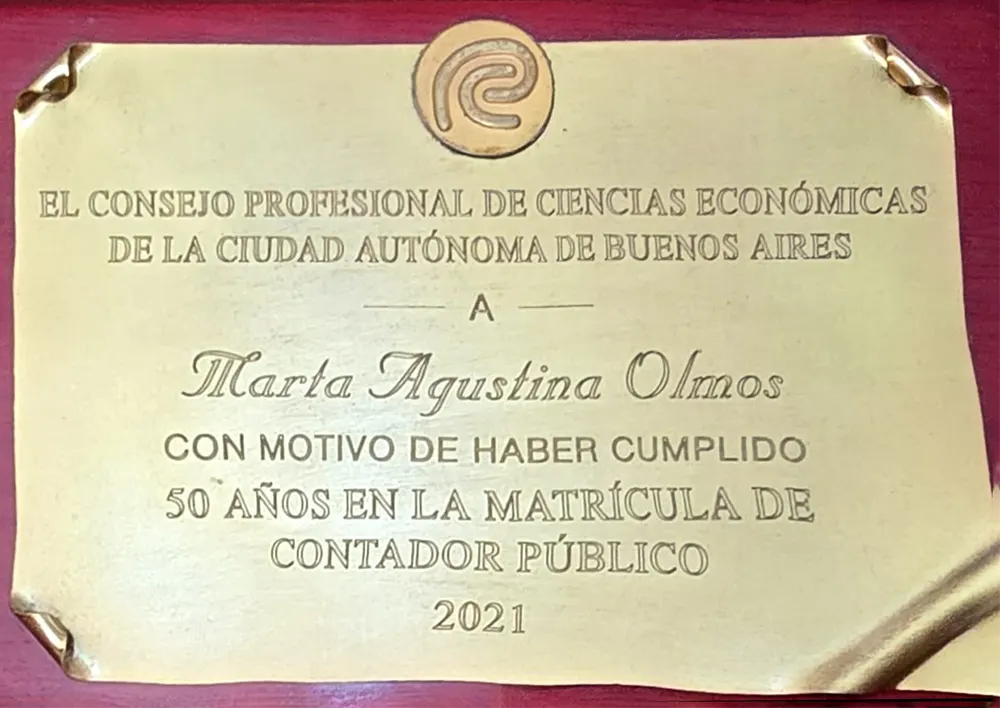 EL CONSEJO PROFESIONAL DE CIENCIAS ECONÓMICAS
DE LA CIUDAD AUTÓNOMA DE BUENOS AIRES
A
Marta Agustina Olmos
CON MOTIVO DE HABER CUMPLIDO
50 AÑOS EN LA MATRÍCULA DE
CONTADOR PÚBLICO
2021